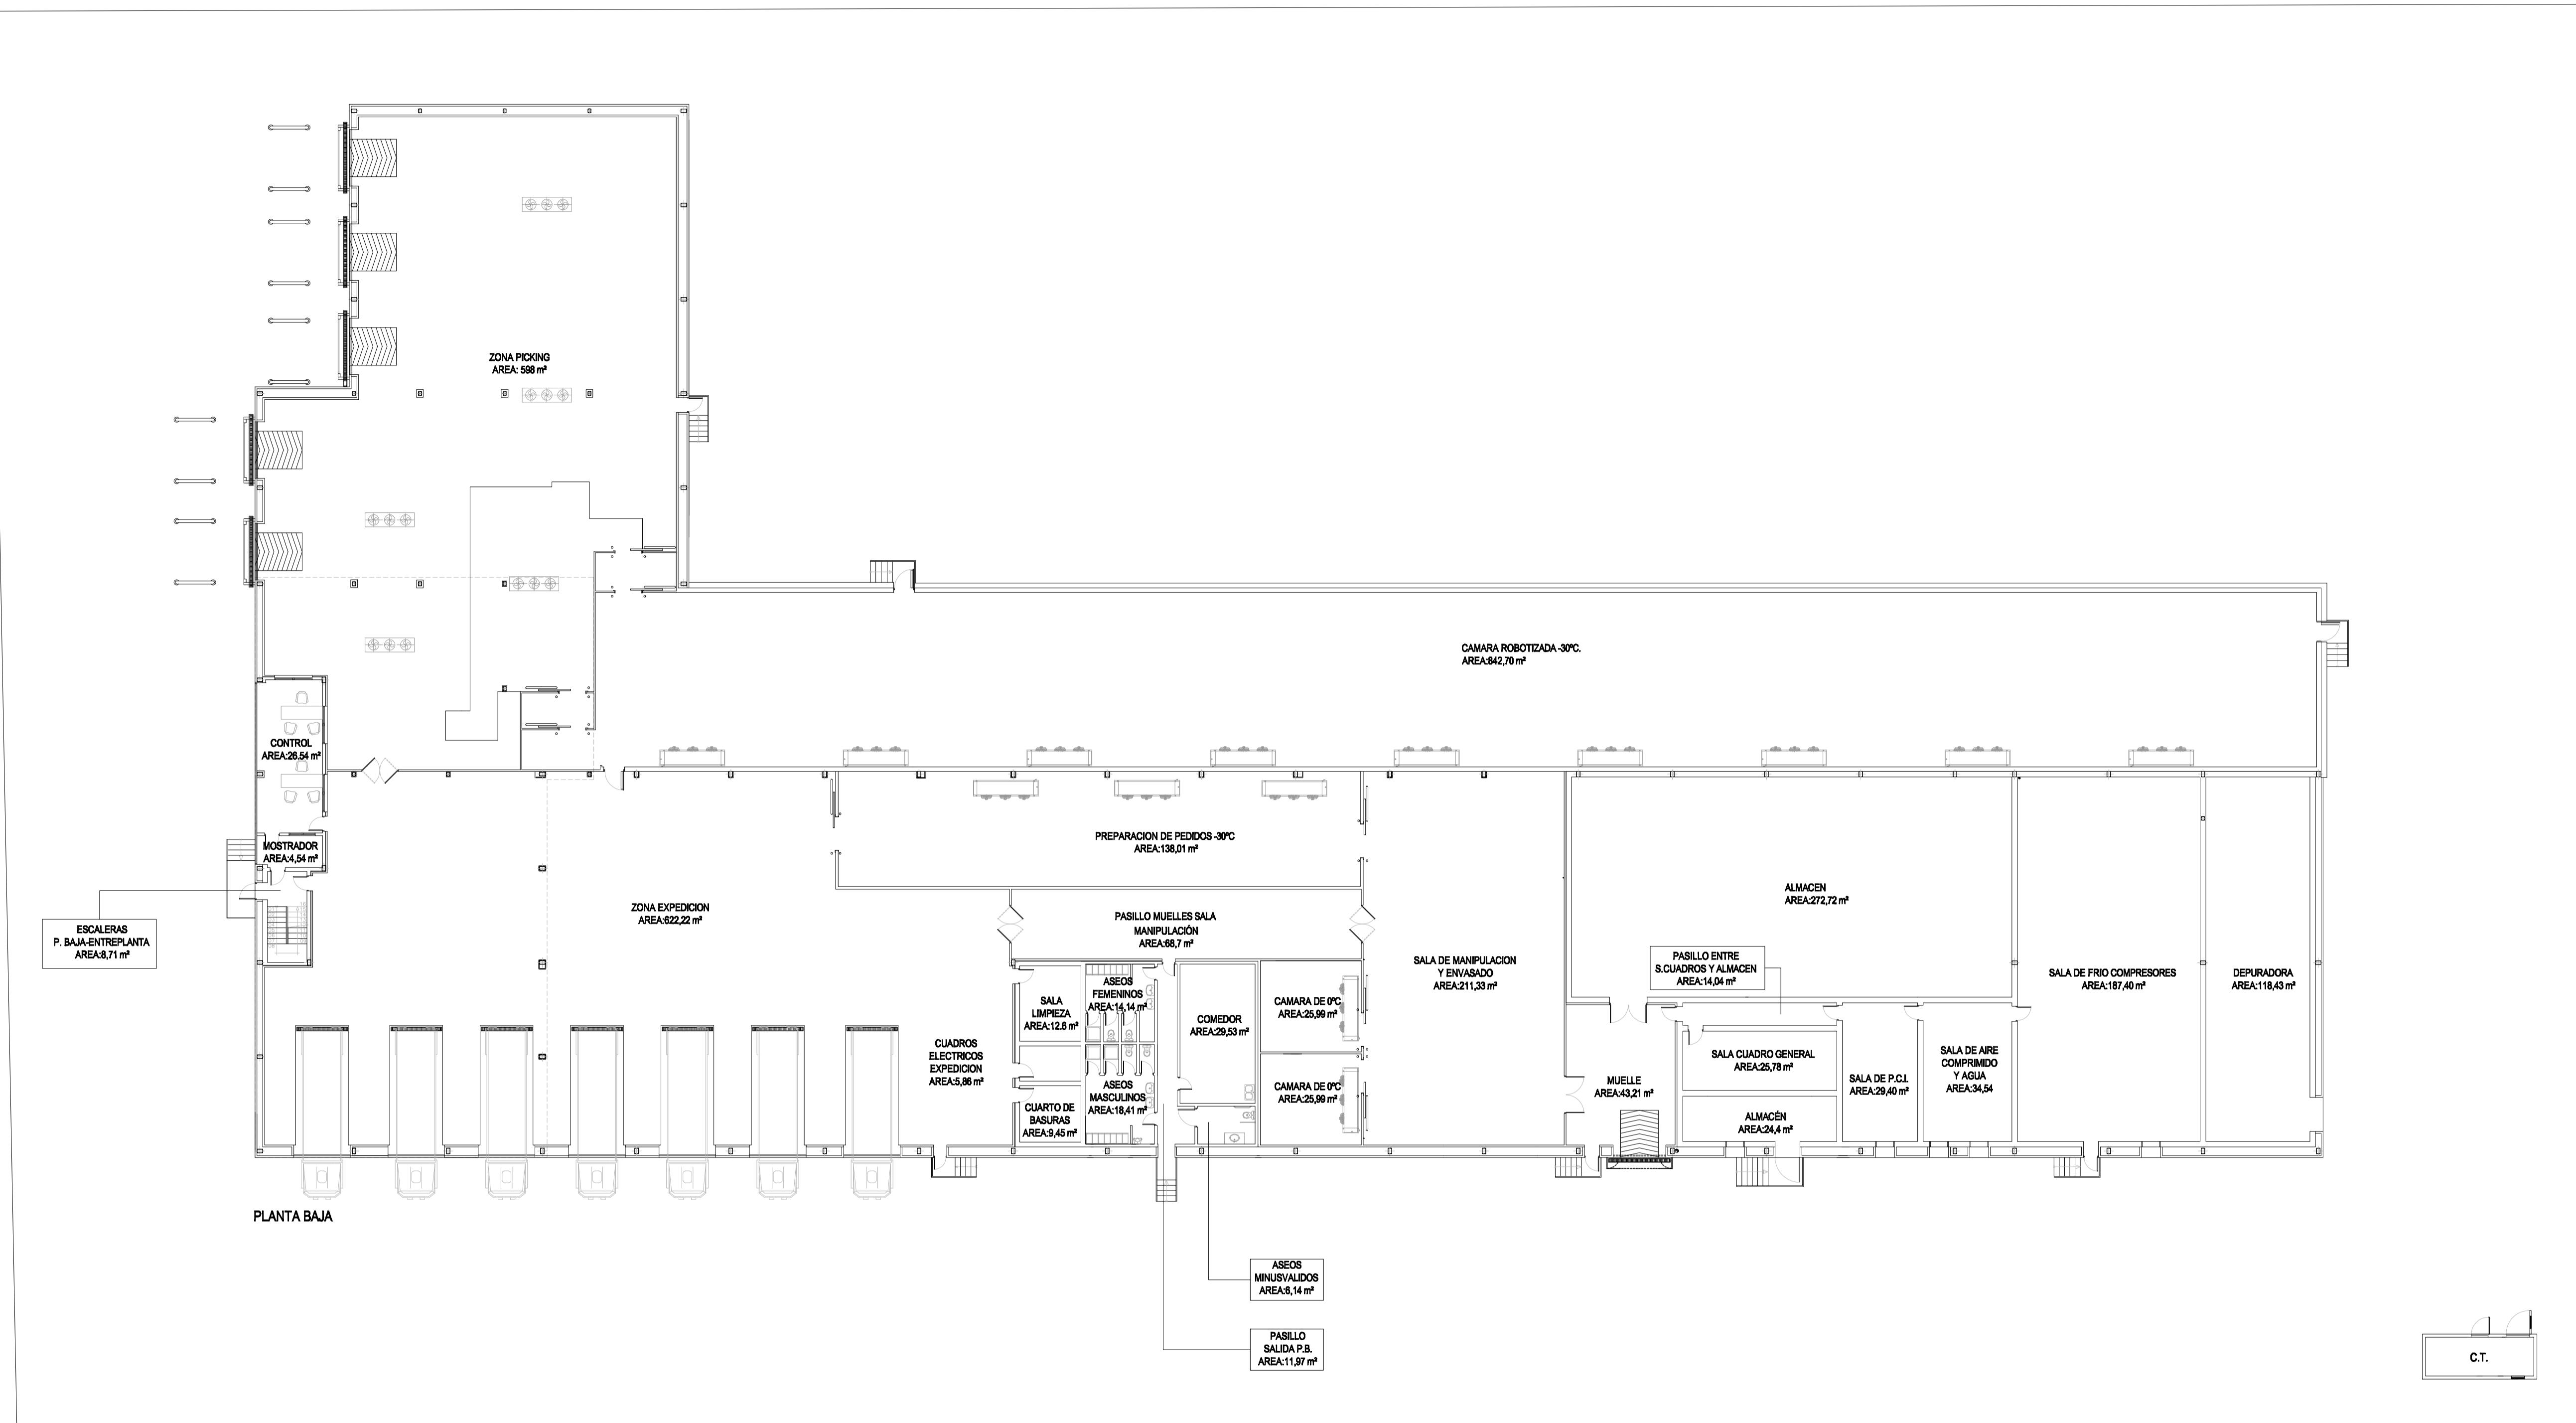 ZONA PICKING
AREA: 598 m²
CAMARA ROBOTIZADA -30ºC.
AREA:842,70 m²
CONTROL
AREA:26.54 m²
MOSTRADOR
AREA:4,54 m²
ESCALERAS
P. BAJA-ENTREPLANTA
AREA:8,71 m²
ZONA EXPEDICION
AREA:622,22 m²
PREPARACION DE PEDIDOS -30ºC
AREA:138,01 m²
PASILLO MUELLES SALA
MANIPULACIÓN
AREA:68,7 m²
SALA DE MANIPULACION
Y ENVASADO
AREA:211,33 m²
ALMACEN
AREA:272,72 m²
PASILLO ENTRE
S.CUADROS Y ALMACEN
AREA:14,04 m²
SALA DE FRIO COMPRESORES
AREA:187,40 m²
DEPURADORA
AREA:118,43 m²
SALA
LIMPIEZA
AREA:12.6 m²
ASEOS
FEMENINOS
AREA:14,14 m²
COMEDOR
AREA:29,53 m²
CAMARA DE 0ºC
AREA:25,99 m²
CUADROS
ELECTRICOS
EXPEDICION
AREA:5,86 m²
CUARTO DE
BASURAS
AREA:9,45 m²
ASEOS
MASCULINOS
AREA:18,41 m²
CAMARA DE 0ºC
AREA:25,99 m²
MUELLE
AREA:43,21 m²
SALA CUADRO GENERAL
AREA:25,78 m²
ALMACÉN
AREA:24,4 m²
SALA DE P.C.I.
AREA:29,40 m²
SALA DE AIRE
COMPRIMIDO
Y AGUA
AREA:34,54
PLANTA BAJA
ASEOS
MINUSVALIDOS
AREA:6,14 m²
PASILLO
SALIDA P.B.
AREA:11,97 m²
C.T.